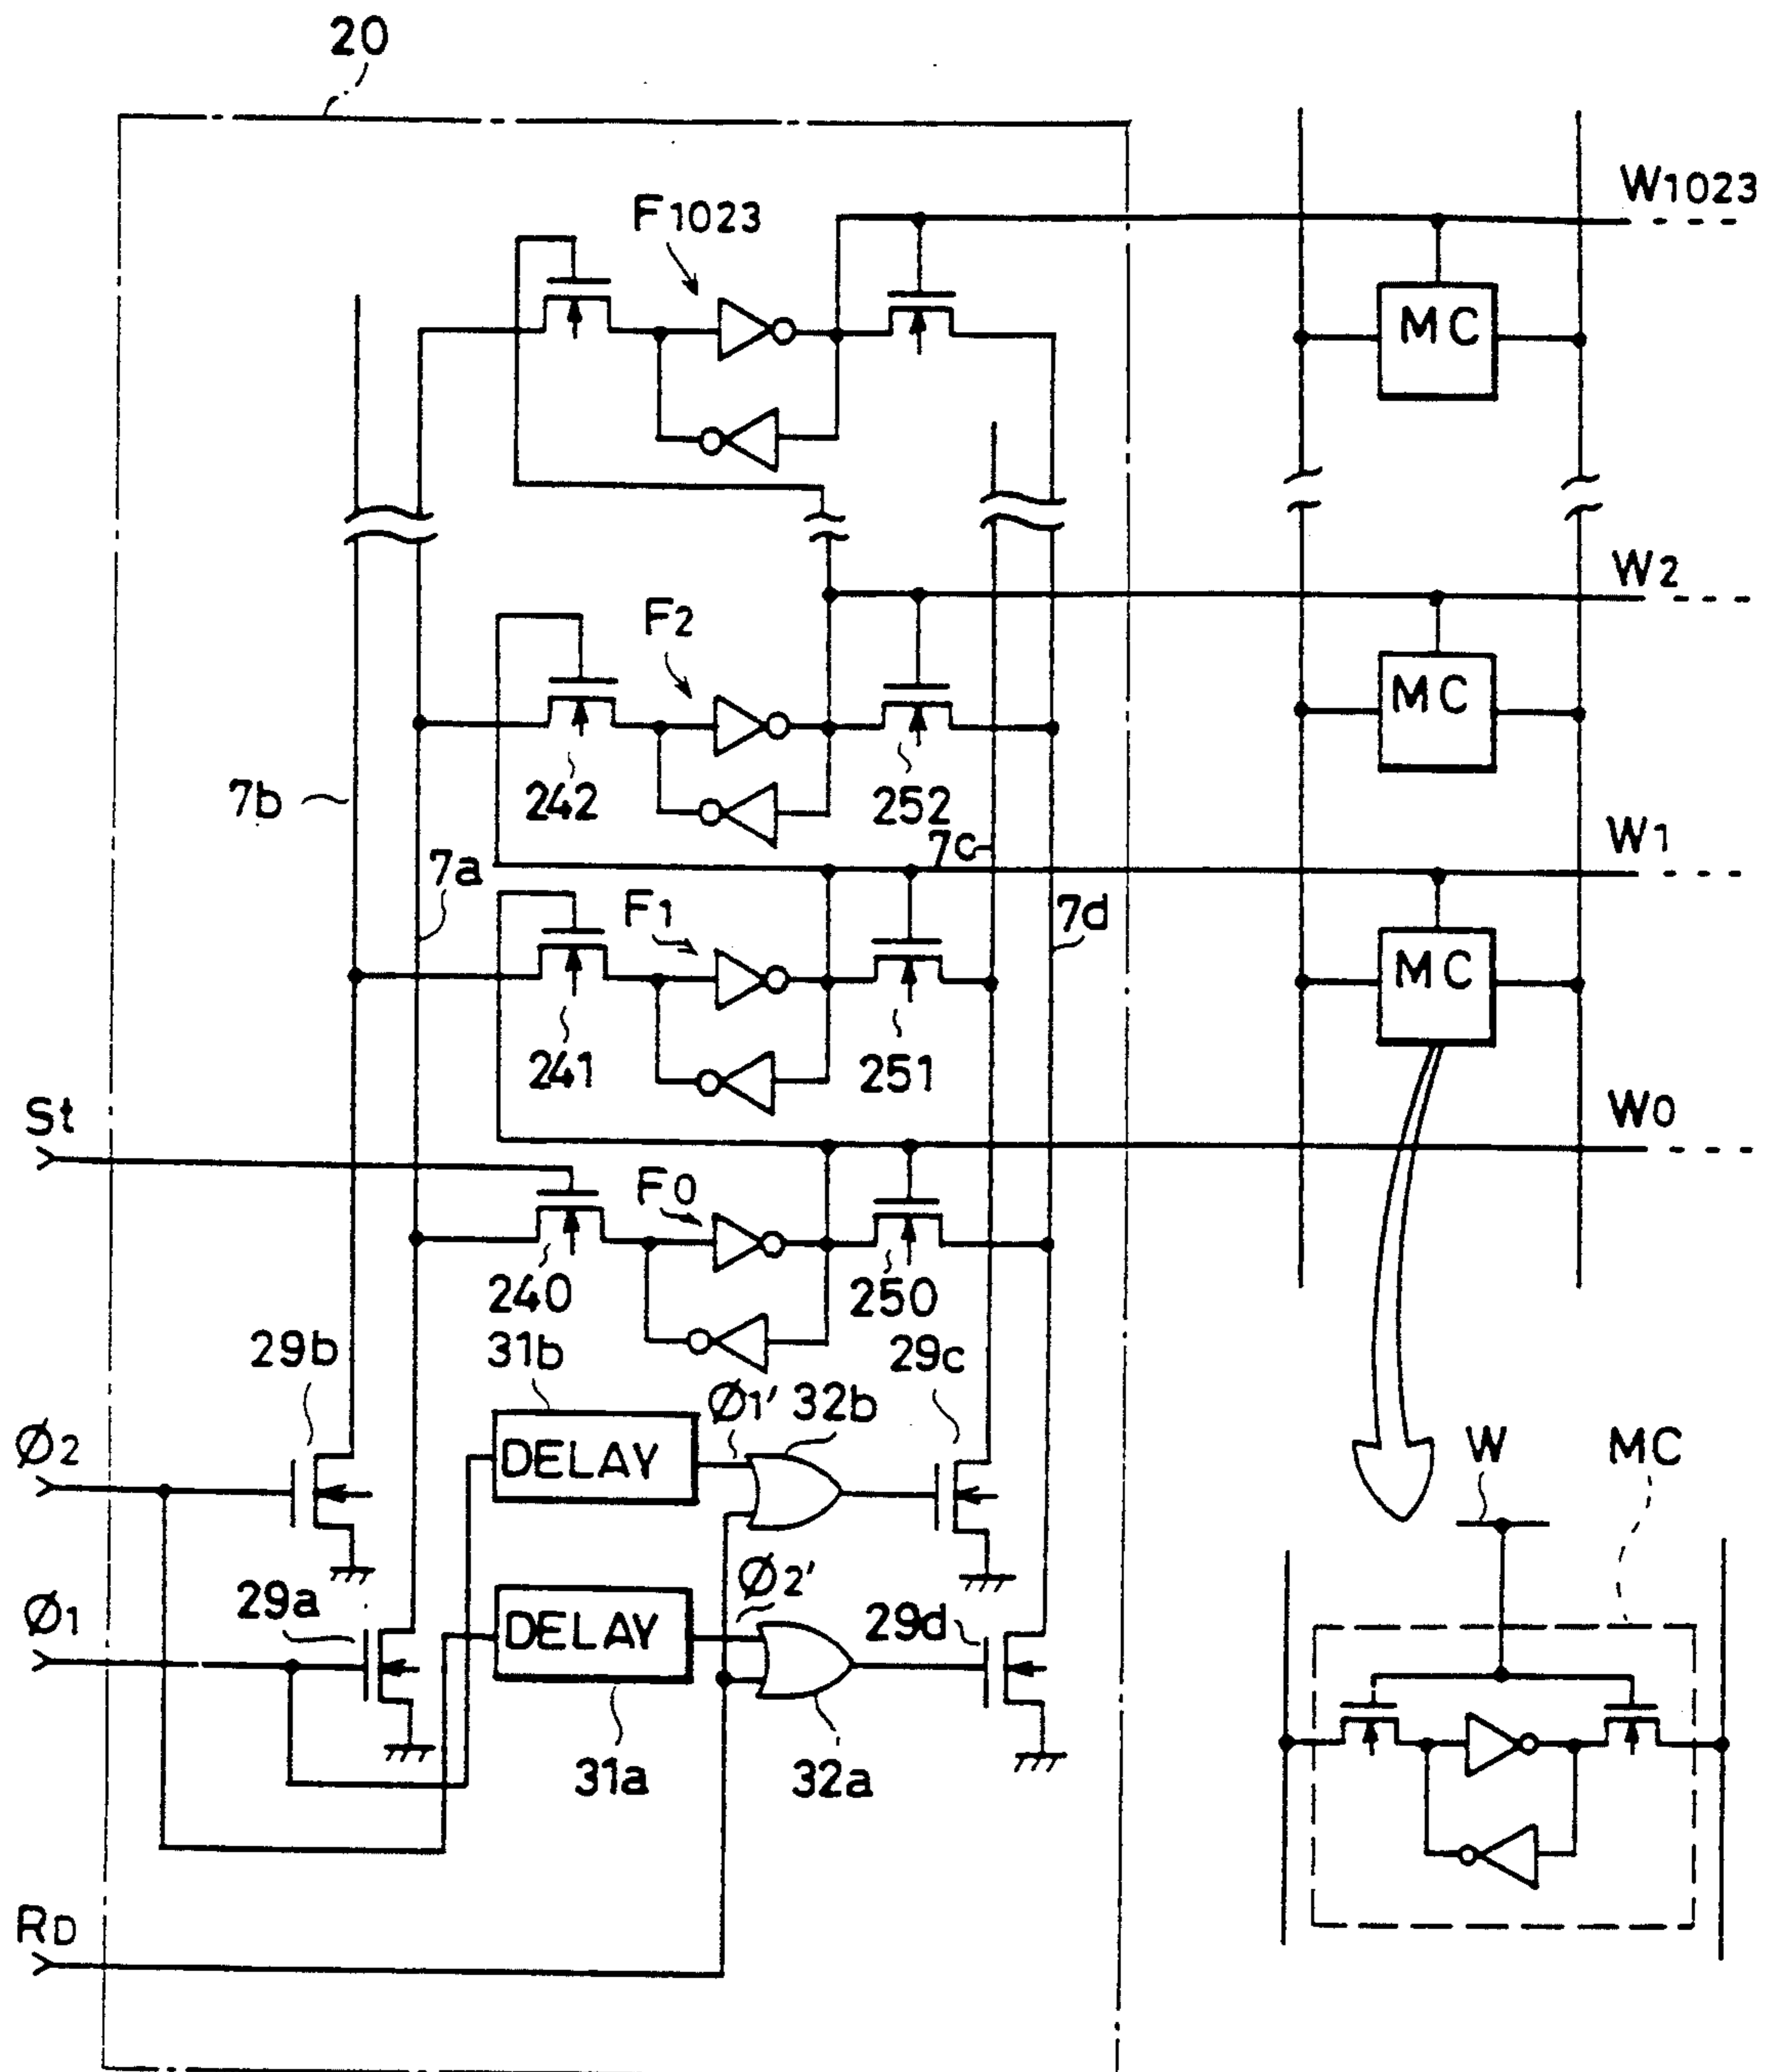 20
W1023
F1023
MC
W2
F2
MC
7b
242
252
7c
W1
7a
F1
7d
MC
241
251
St
W0
F0
240
250
29b
31b
29c
Ø1' 32b
Ø2
DELAY
W
MC
Ø2'
29a
29d
Ø1
DELAY
31a
32a
RD